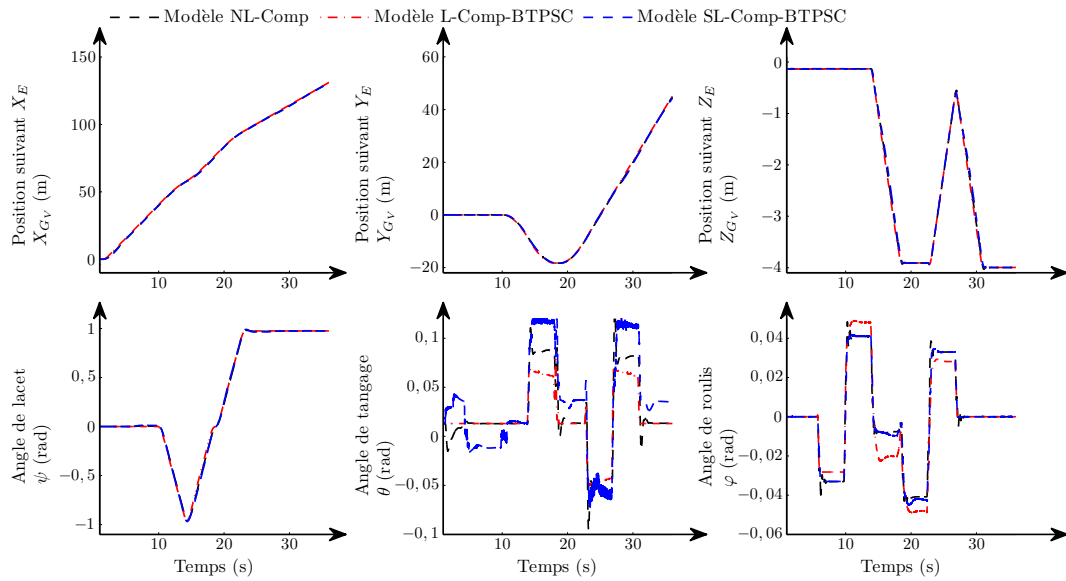 Modèle NL-Comp
Modèle L-Comp-BTPSC
Modèle SL-Comp-BTPSC
Position suivant X_E
X_{G_V} (m)
150
100
50
0
10
20
30
Position suivant Y_E
Y_{G_V} (m)
60
40
20
0
−20
10
20
30
Position suivant Z_E
Z_{G_V} (m)
0
−1
−2
−3
−4
10
20
30
Angle de lacet
ψ (rad)
1
0,5
0
−0,5
−1
10
20
30
Temps (s)
Angle de tangage
θ (rad)
0,1
0,05
0
−0,05
−0,1
10
20
30
Temps (s)
Angle de roulis
φ (rad)
0,04
0,02
0
−0,02
−0,04
−0,06
10
20
30
Temps (s)